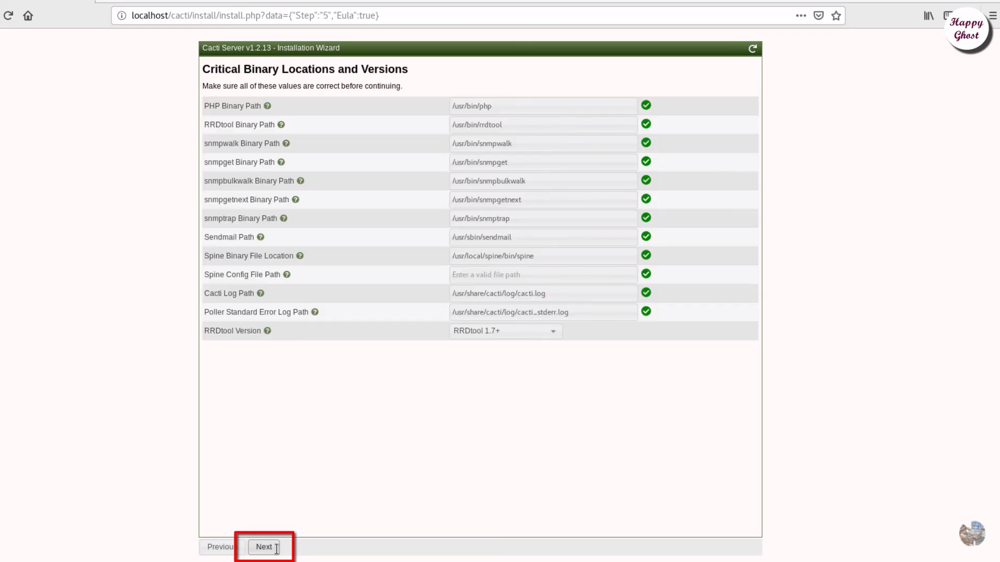 localhost/cacti/install/install.php?data={"Step":"5","Eula":true}
Happy
Ghost
Cacti Server v1.2.13 - Installation Wizard
Critical Binary Locations and Versions
Make sure all of these values are correct before continuing.
PHP Binary Path /usr/bin/php
RRDtool Binary Path /usr/bin/rrdtool
snmpwalk Binary Path /usr/bin/snmpwalk
snmpget Binary Path /usr/bin/snmpget
snmpbulkwalk Binary Path /usr/bin/snmpbulkwalk
snmpgetnext Binary Path /usr/bin/snmpgetnext
snmptrap Binary Path /usr/bin/snmptrap
Sendmail Path /usr/sbin/sendmail
Spine Binary File Location /usr/local/spine/bin/spine
Spine Config File Path Enter a valid file path
Cacti Log Path /usr/share/cacti/log/cacti.log
Poller Standard Error Log Path /usr/share/cacti/log/cacti_stderr.log
RRDtool Version RRDtool 1.7+
Previous Next